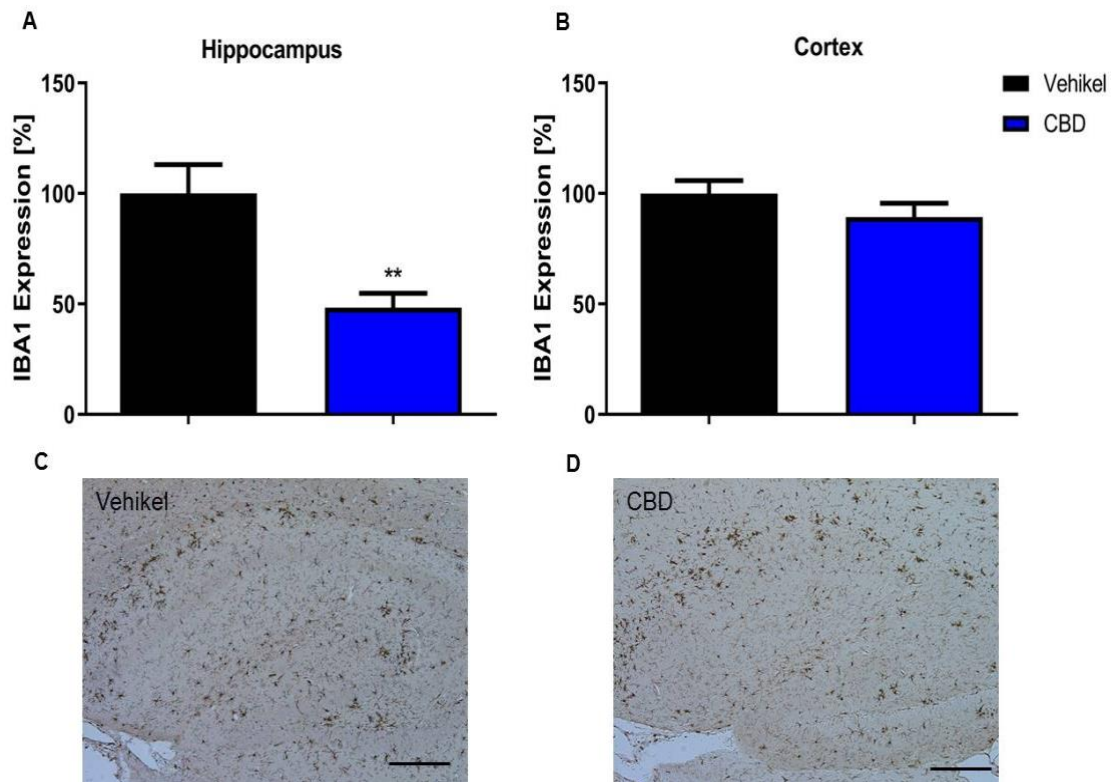 A
Hippocampus
150
100
50
0
IBA1 Expression [%]
**
B
Cortex
150
100
50
0
IBA1 Expression [%]
Vehikel
CBD
C
Vehikel
D
CBD